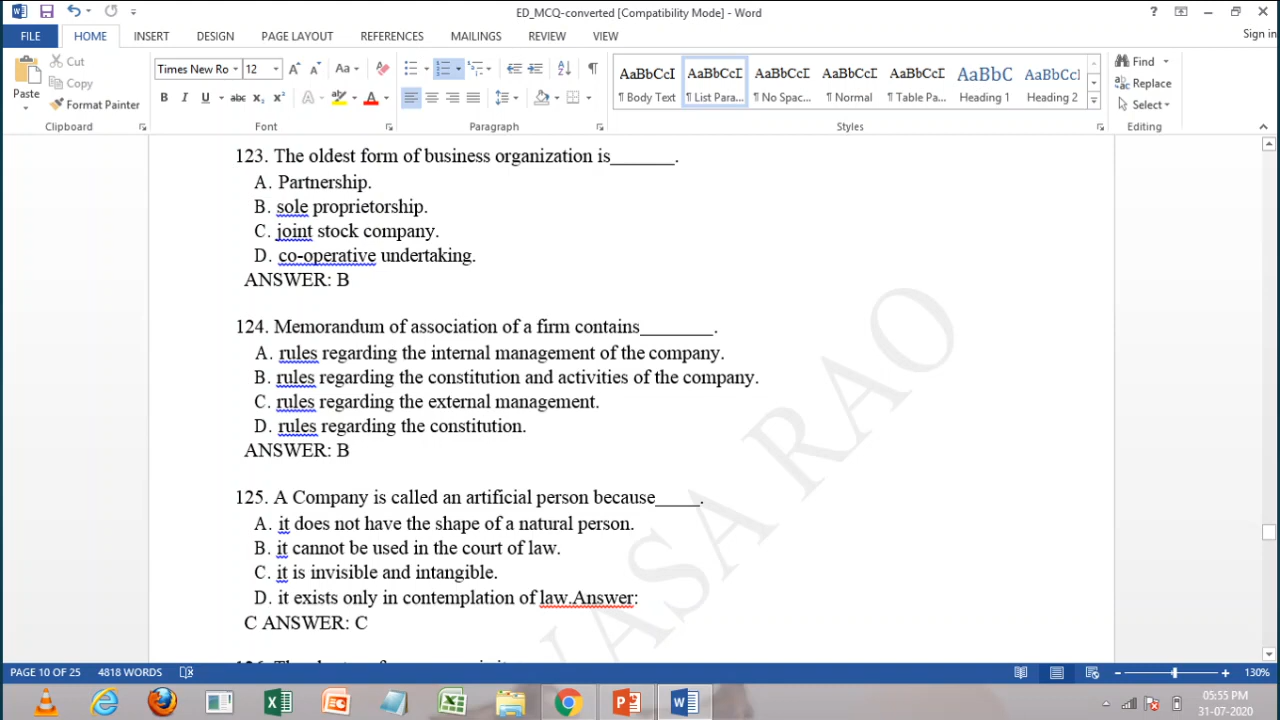 ED_MCQ-converted [Compatibility Mode] - Word
Sign in
FILE HOME INSERT DESIGN PAGE LAYOUT REFERENCES MAILINGS REVIEW VIEW
Paste
Cut
Copy
Format Painter
Times New Ro 12
AaBbCcI AaBbCcI AaBbCcI AaBbCcI AaBbCcI AaBbC AaBbCcI
¶ Body Text ¶ List Para... ¶ No Spac... ¶ Normal ¶ Table Pa... Heading 1 Heading 2
Find
Replace
Select
Clipboard Font Paragraph Styles Editing
123. The oldest form of business organization is_______.
A. Partnership.
B. sole proprietorship.
C. joint stock company.
D. co-operative undertaking.
ANSWER: B
124. Memorandum of association of a firm contains________.
A. rules regarding the internal management of the company.
B. rules regarding the constitution and activities of the company.
C. rules regarding the external management.
D. rules regarding the constitution.
ANSWER: B
125. A Company is called an artificial person because_____.
A. it does not have the shape of a natural person.
B. it cannot be used in the court of law.
C. it is invisible and intangible.
D. it exists only in contemplation of law.Answer:
C ANSWER: C
ASA RAO
PAGE 10 OF 25 4818 WORDS 130%
05:55 PM
31-07-2020